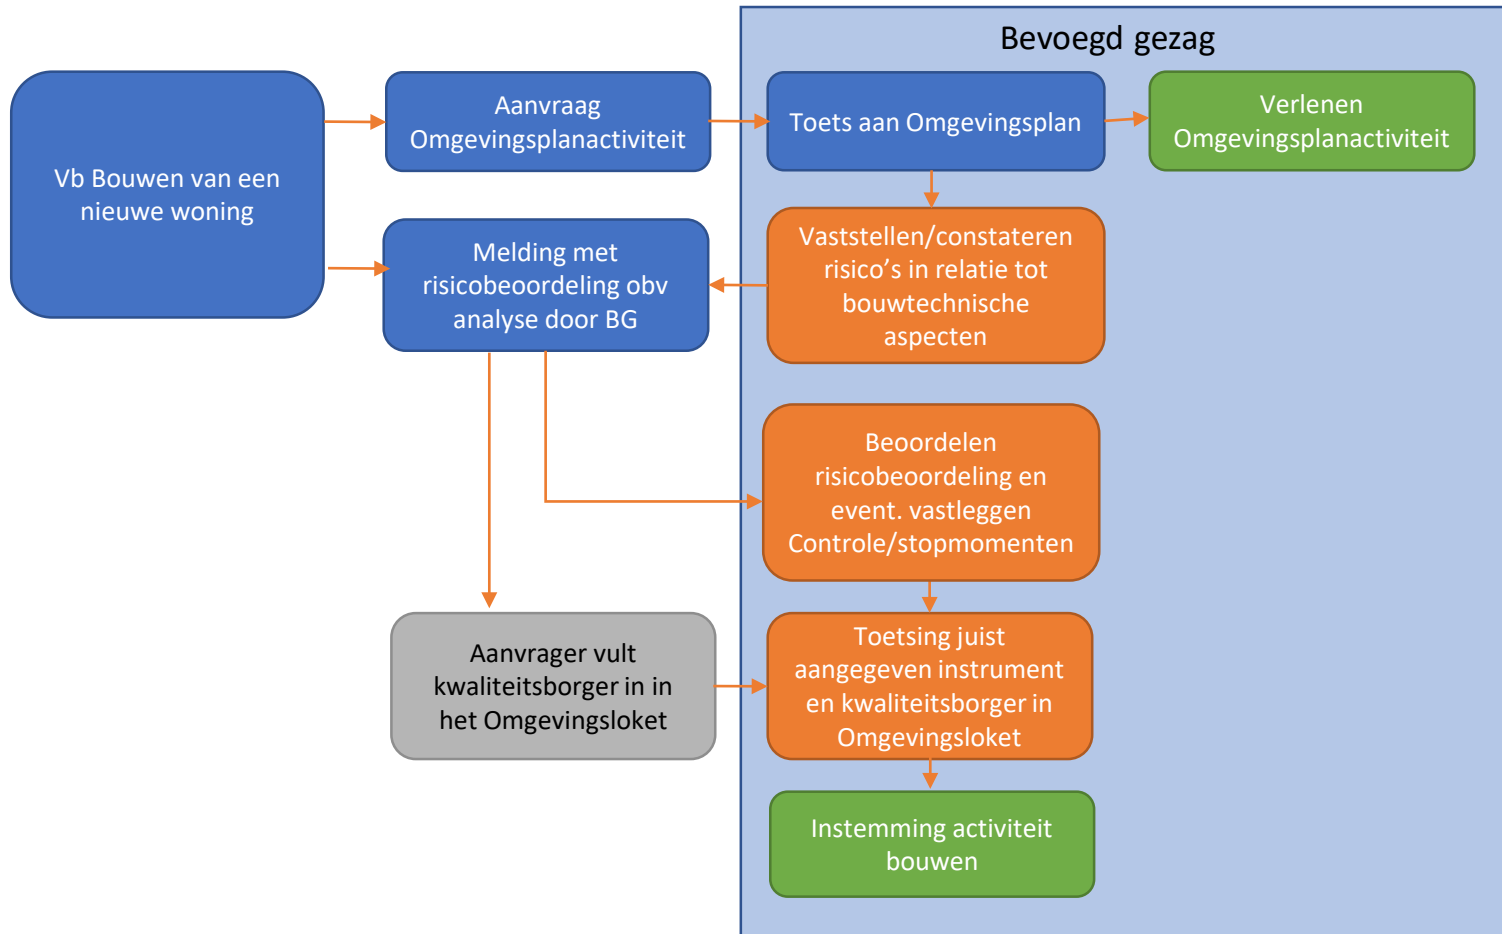 Bevoegd gezag
Vb Bouwen van een
nieuwe woning
Aanvraag
Omgevingsplanactiviteit
Toets aan Omgevingsplan
Verlenen
Omgevingsplanactiviteit
Melding met
risicobeoordeling obv
analyse door BG
Vaststellen/constateren
risico’s in relatie tot
bouwtechnische
aspecten
Beoordelen
risicobeoordeling en
event. vastleggen
Controle/stopmomenten
Aanvrager vult
kwaliteitsborger in in
het Omgevingsloket
Toetsing juist
aangegeven instrument
en kwaliteitsborger in
Omgevingsloket
Instemming activiteit
bouwen